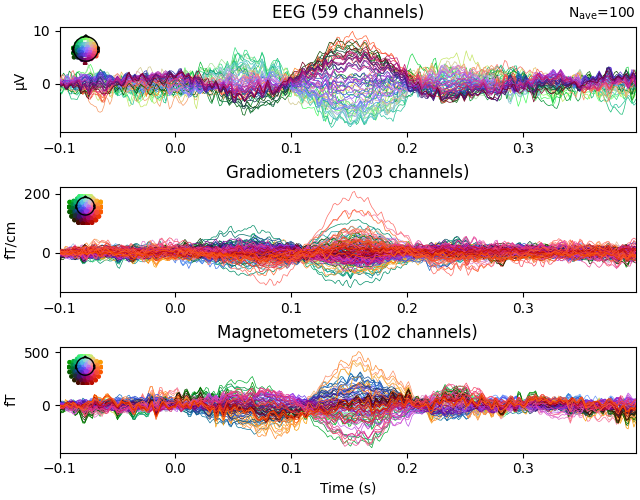 EEG (59 channels)
Nave=100
10
0
µV
−0.1 0.0 0.1 0.2 0.3
Gradiometers (203 channels)
200
0
fT/cm
−0.1 0.0 0.1 0.2 0.3
Magnetometers (102 channels)
500
0
fT
−0.1 0.0 0.1 0.2 0.3
Time (s)